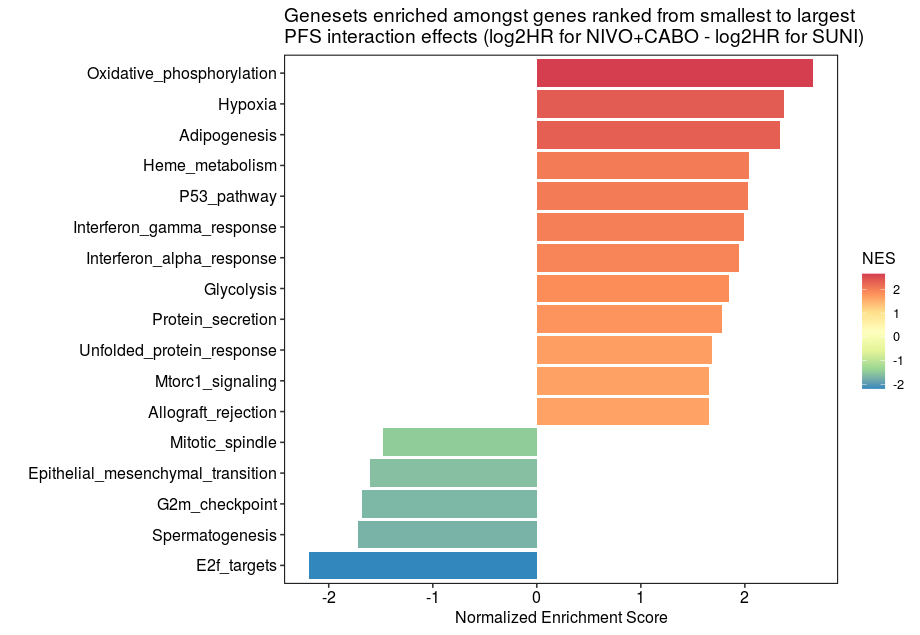 Genesets enriched amongst genes ranked from smallest to largest
PFS interaction effects (log2HR for NIVO+CABO - log2HR for SUNI)
Oxidative_phosphorylation
Hypoxia
Adipogenesis
Heme_metabolism
P53_pathway
Interferon_gamma_response
Interferon_alpha_response
Glycolysis
Protein_secretion
Unfolded_protein_response
Mtorc1_signaling
Allograft_rejection
Mitotic_spindle
Epithelial_mesenchymal_transition
G2m_checkpoint
Spermatogenesis
E2f_targets
-2 -1 0 1 2
Normalized Enrichment Score
NES
2
1
0
-1
-2